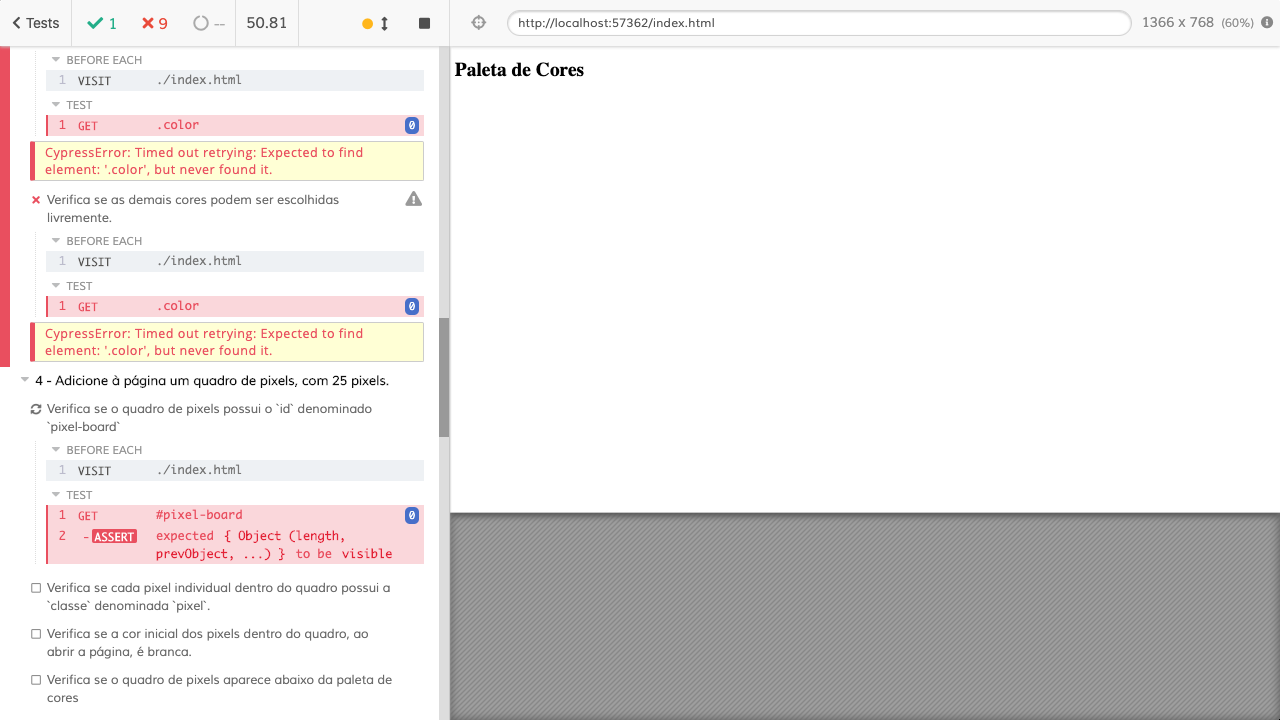 Tests 1 9 -- 50.81
http://localhost:57362/index.html 1366 x 768 (60%)
BEFORE EACH
1 VISIT ./index.html
TEST
1 GET .color 0
CypressError: Timed out retrying: Expected to find
element: '.color', but never found it.
Verifica se as demais cores podem ser escolhidas
livremente.
BEFORE EACH
1 VISIT ./index.html
TEST
1 GET .color 0
CypressError: Timed out retrying: Expected to find
element: '.color', but never found it.
4 - Adicione à página um quadro de pixels, com 25 pixels.
Verifica se o quadro de pixels possui o `id` denominado
`pixel-board`
BEFORE EACH
1 VISIT ./index.html
TEST
1 GET #pixel-board 0
2 - ASSERT expected { Object (length,
prevObject, ...) } to be visible
Verifica se cada pixel individual dentro do quadro possui a
`classe` denominada `pixel`.
Verifica se a cor inicial dos pixels dentro do quadro, ao
abrir a página, é branca.
Verifica se o quadro de pixels aparece abaixo da paleta de
cores
Paleta de Cores